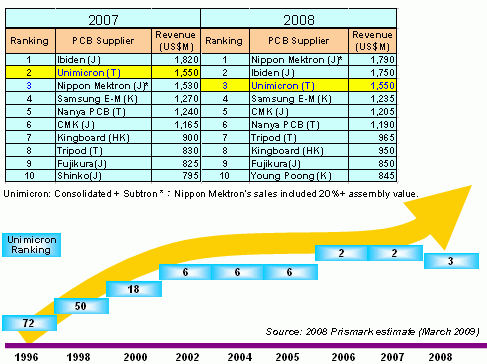 2007 2008
Ranking PCB Supplier Revenue (US$M) Ranking PCB Supplier Revenue (US$M)
1 Ibiden (J) 1,820 1 Nippon Mektron (J)* 1,790
2 Unimicron (T) 1,550 2 Ibiden (J) 1,750
3 Nippon Mektron (J)* 1,530 3 Unimicron (T) 1,550
4 Samsung E-M (K) 1,270 4 Samsung E-M (K) 1,235
5 Nanya PCB (T) 1,240 5 CMK (J) 1,205
6 CMK (J) 1,165 6 Nanya PCB (T) 1,190
7 Kingboard (HK) 900 7 Tripod (T) 965
8 Tripod (T) 830 8 Kingboard (HK) 950
9 Fujikura(J) 825 9 Fujikura(J) 850
10 Shinko(J) 795 10 Young Poong (K) 845
Unimicron: Consolidated + Subtron * : Nippon Mektron's sales included 20%+ assembly value.
Unimicron Ranking
72
50
18
6
6
6
2
2
3
Source: 2008 Prismark estimate (March 2009)
1996 1998 2000 2002 2004 2005 2006 2007 2008